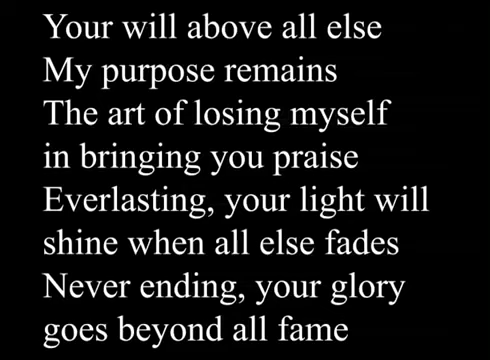 Your will above all else
My purpose remains
The art of losing myself
in bringing you praise
Everlasting, your light will
shine when all else fades
Never ending, your glory
goes beyond all fame